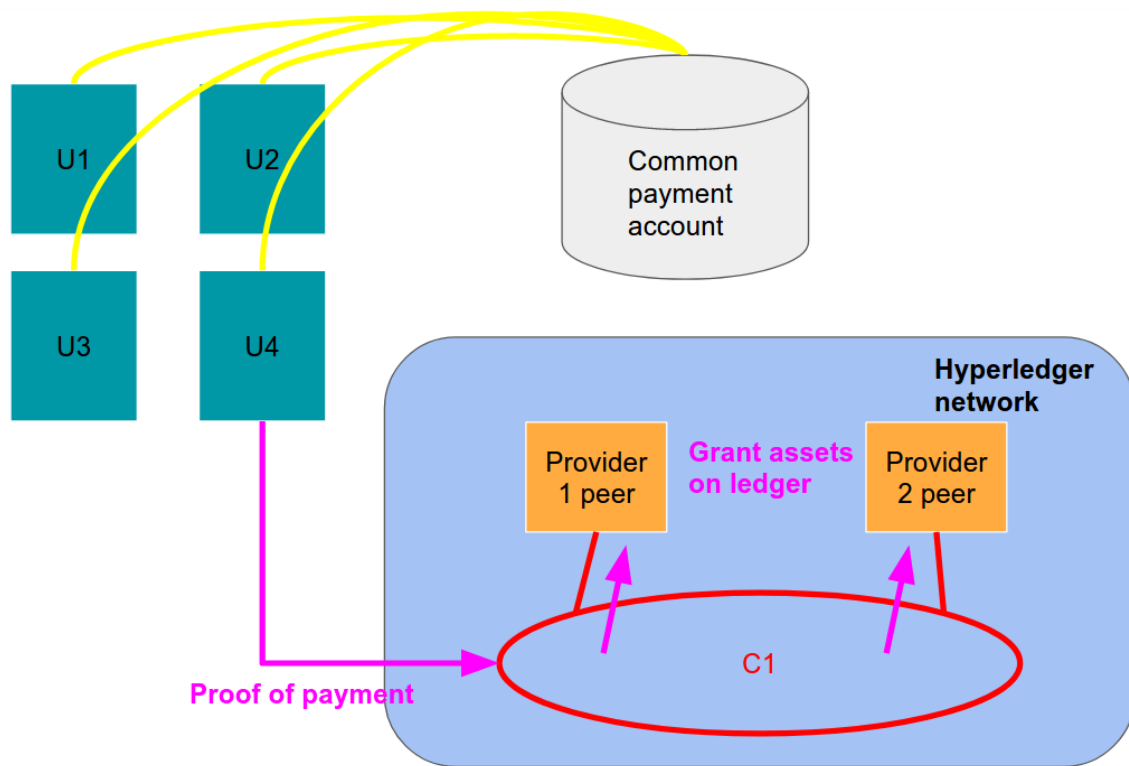 U1
U2
Common
payment
account
U3
U4
Hyperledger
network
Provider
1 peer
Grant assets
on ledger
Provider
2 peer
C1
Proof of payment